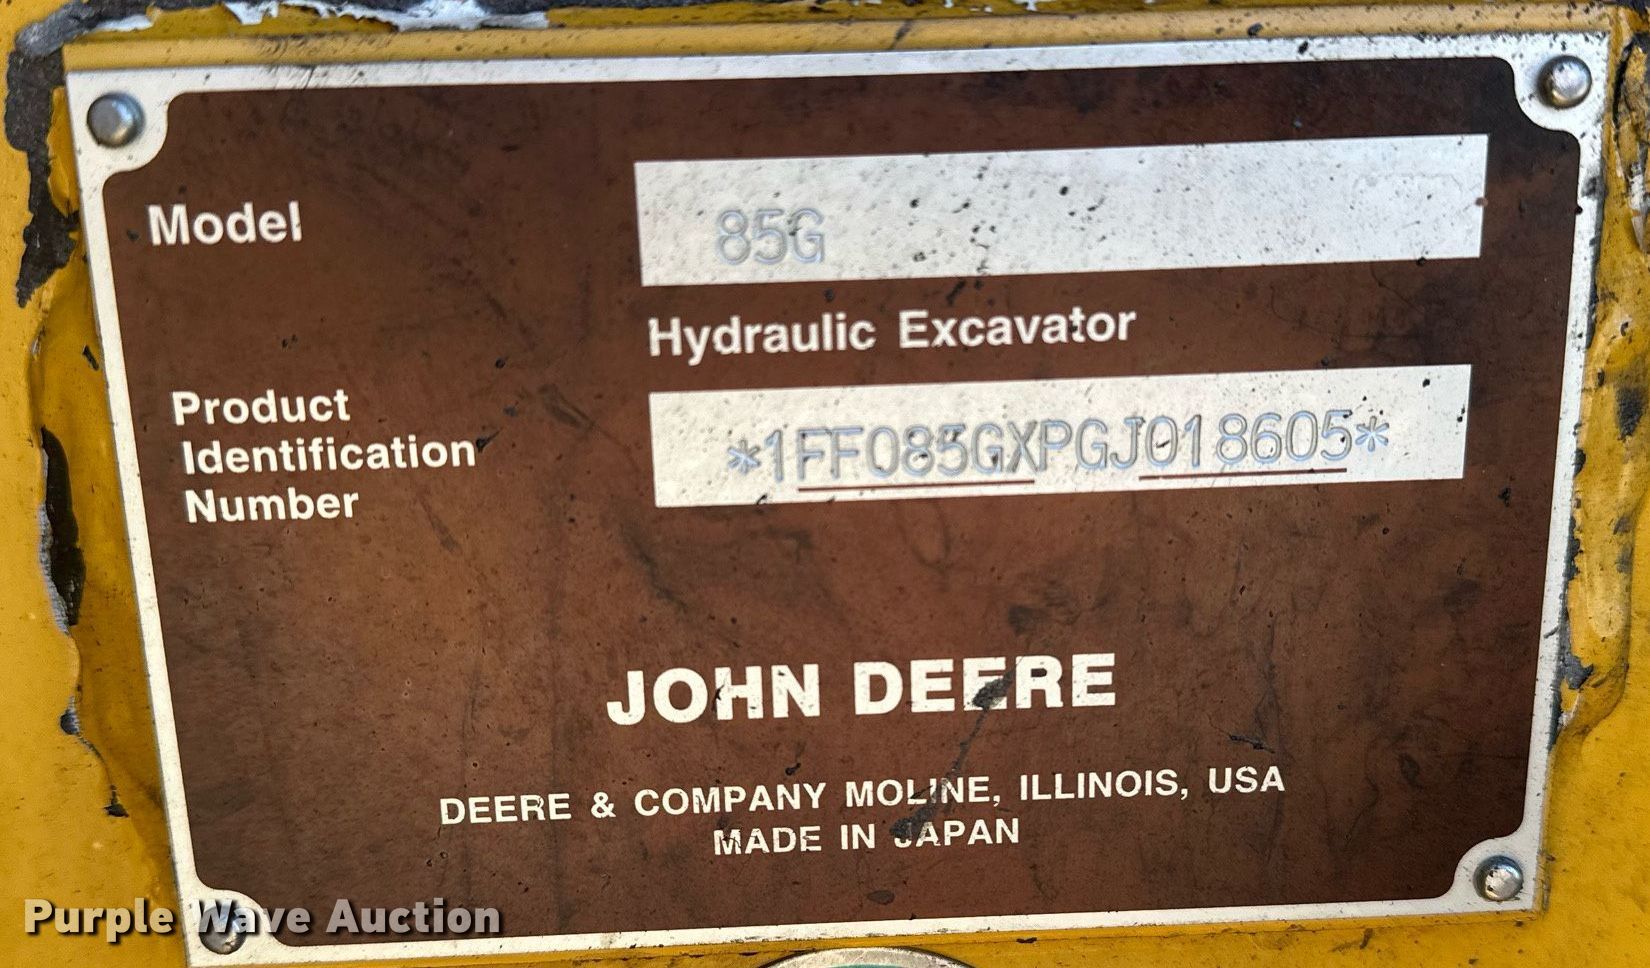 Model
85G
Hydraulic Excavator
Product
Identification
Number
*1FF085GXPGJ018605*
JOHN DEERE
DEERE & COMPANY MOLINE, ILLINOIS, USA
MADE IN JAPAN
Purple Wave Auction